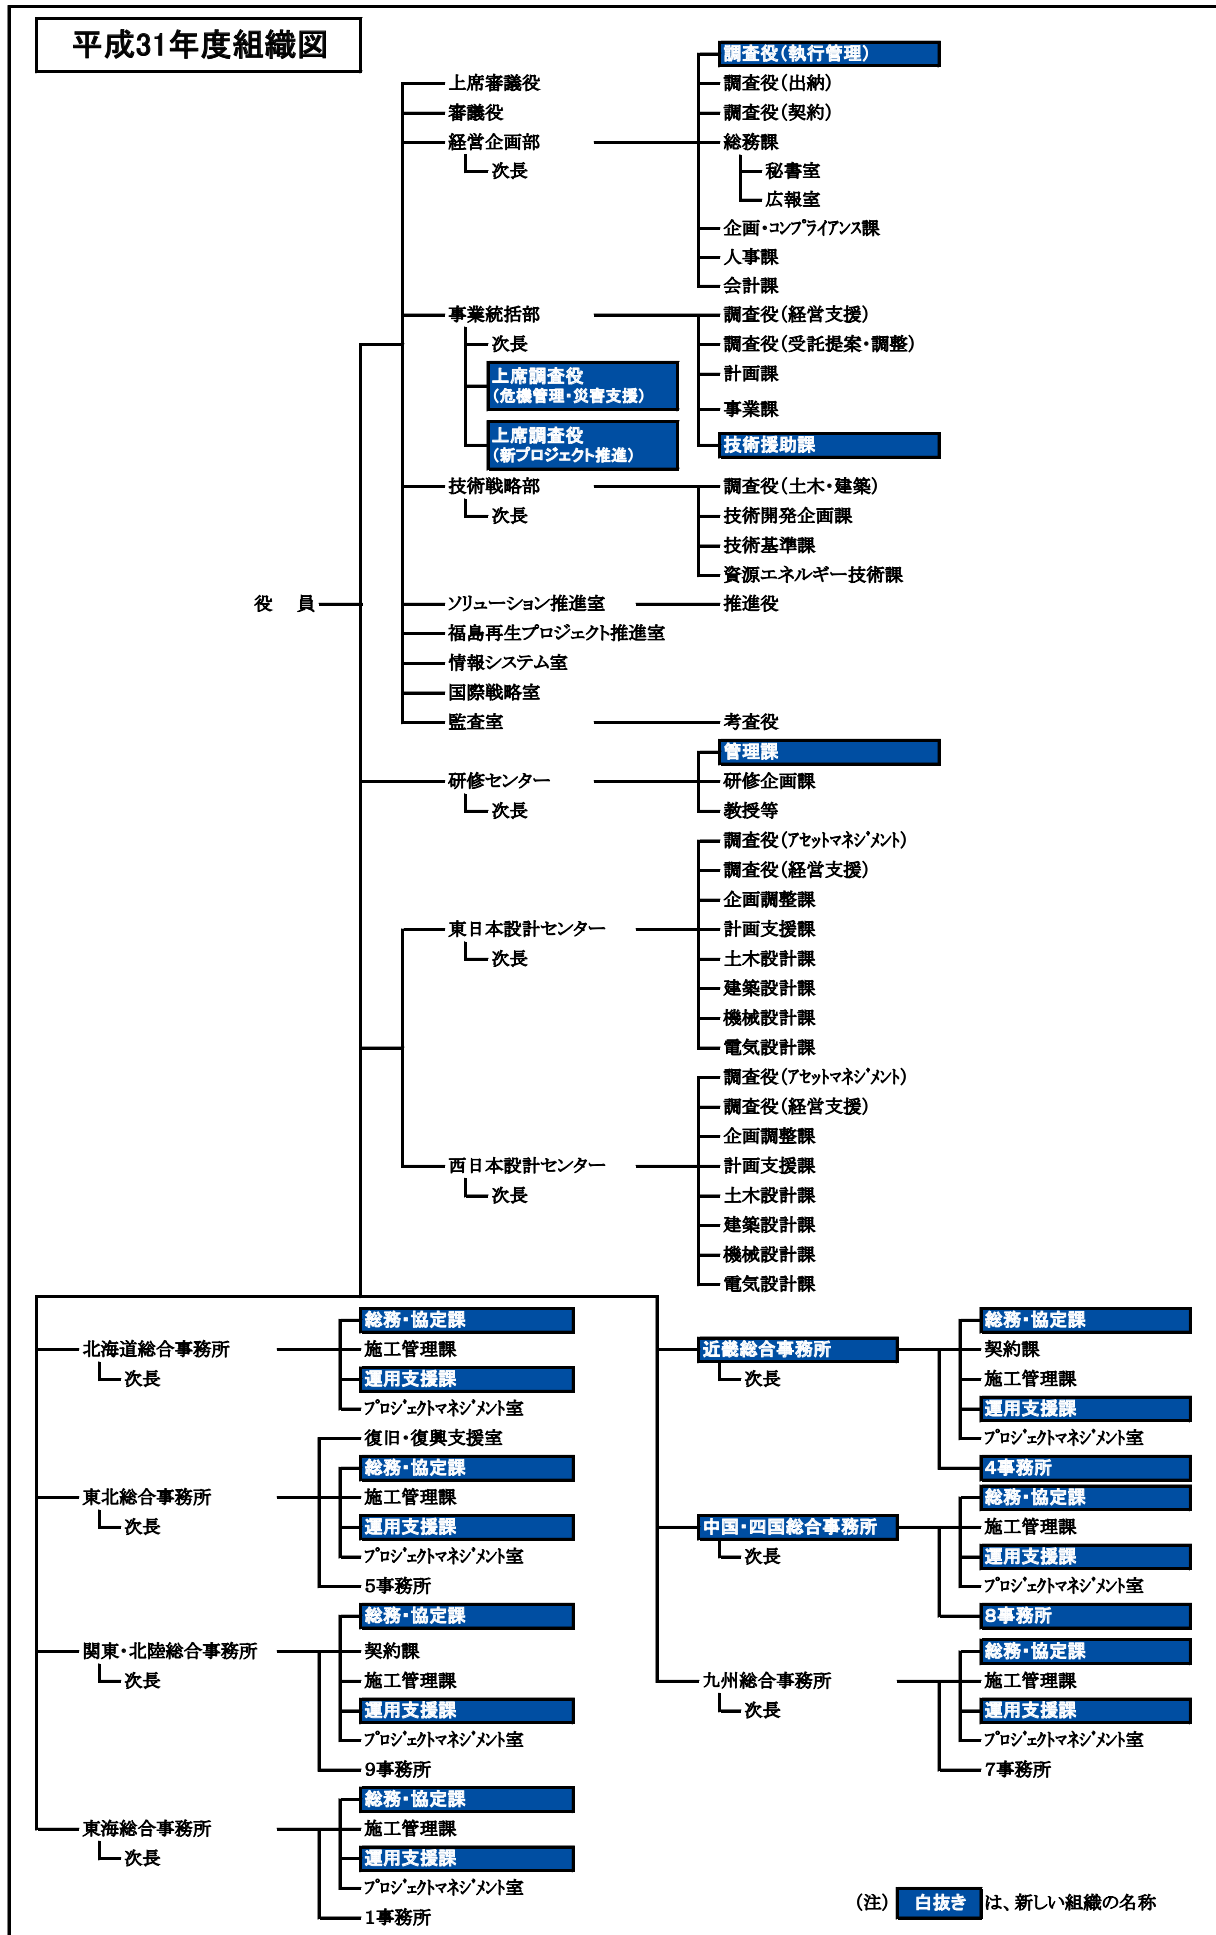 平成31年度組織図
調査役(執行管理)
上席審議役
調査役(出納)
審議役
調査役(契約)
経営企画部
総務課
次長
秘書室
広報室
企画・コンプライアンス課
人事課
会計課
事業統括部
調査役(経営支援)
次長
調査役(受託提案・調整)
上席調査役
(危機管理・災害支援)
計画課
事業課
上席調査役
(新プロジェクト推進)
技術援助課
技術戦略部
調査役(土木・建築)
次長
技術開発企画課
技術基準課
資源エネルギー技術課
役 員
ソリューション推進室
推進役
福島再生プロジェクト推進室
情報システム室
国際戦略室
監査室
考査役
管理課
研修センター
研修企画課
次長
教授等
調査役(アセットマネジメント)
調査役(経営支援)
企画調整課
東日本設計センター
計画支援課
次長
土木設計課
建築設計課
機械設計課
電気設計課
調査役(アセットマネジメント)
調査役(経営支援)
企画調整課
西日本設計センター
計画支援課
次長
土木設計課
建築設計課
機械設計課
電気設計課
総務・協定課
北海道総合事務所
施工管理課
次長
運用支援課
プロジェクトマネジメント室
復旧・復興支援室
総務・協定課
東北総合事務所
施工管理課
次長
運用支援課
プロジェクトマネジメント室
5事務所
総務・協定課
関東・北陸総合事務所
契約課
次長
施工管理課
運用支援課
プロジェクトマネジメント室
9事務所
総務・協定課
東海総合事務所
施工管理課
次長
運用支援課
プロジェクトマネジメント室
1事務所
総務・協定課
近畿総合事務所
契約課
次長
施工管理課
運用支援課
プロジェクトマネジメント室
4事務所
総務・協定課
中国・四国総合事務所
施工管理課
次長
運用支援課
プロジェクトマネジメント室
8事務所
総務・協定課
九州総合事務所
施工管理課
次長
運用支援課
プロジェクトマネジメント室
7事務所
(注) 白抜き は、新しい組織の名称